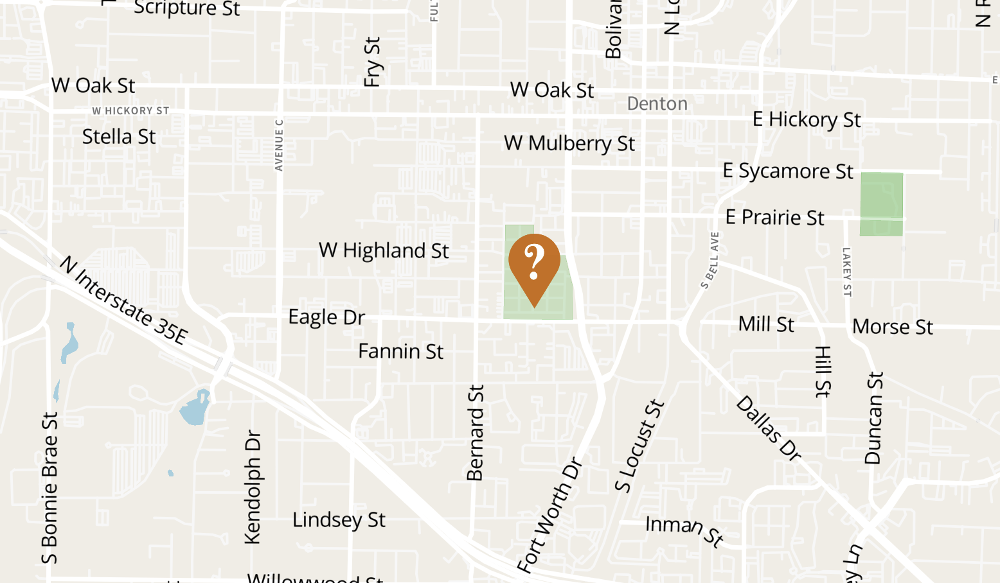 Scripture St
Bolivar
Fry St
W Oak St
W Oak St
E
Denton
W HICKORY ST
E Hickory St
Stella St
AVENUE C
W Mulberry St
E Sycamore St
E Prairie St
W Highland St
S BELL AVE
LAKEY ST
?
N Interstate 35E
Eagle Dr
Mill St
Morse St
Fannin St
Hill St
Duncan St
Bernard St
S Locust St
Dallas Dr
S Bonnie Brae St
Kendolph Dr
Fort Worth Dr
Lindsey St
Inman St
Willowwood St